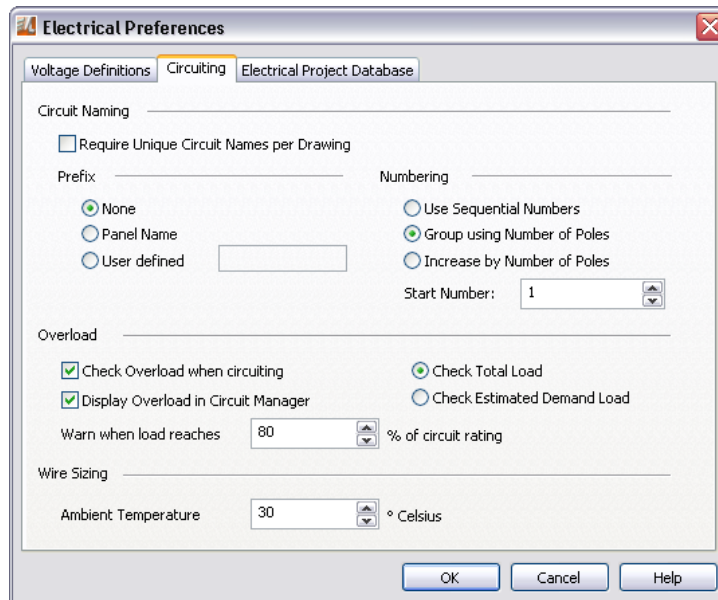 Electrical Preferences
Voltage Definitions Circuiting Electrical Project Database
Circuit Naming
Require Unique Circuit Names per Drawing
Prefix Numbering
None Use Sequential Numbers
Panel Name Group using Number of Poles
User defined Increase by Number of Poles
Start Number: 1
Overload
Check Overload when circuiting Check Total Load
Display Overload in Circuit Manager Check Estimated Demand Load
Warn when load reaches 80 % of circuit rating
Wire Sizing
Ambient Temperature 30 ° Celsius
OK Cancel Help